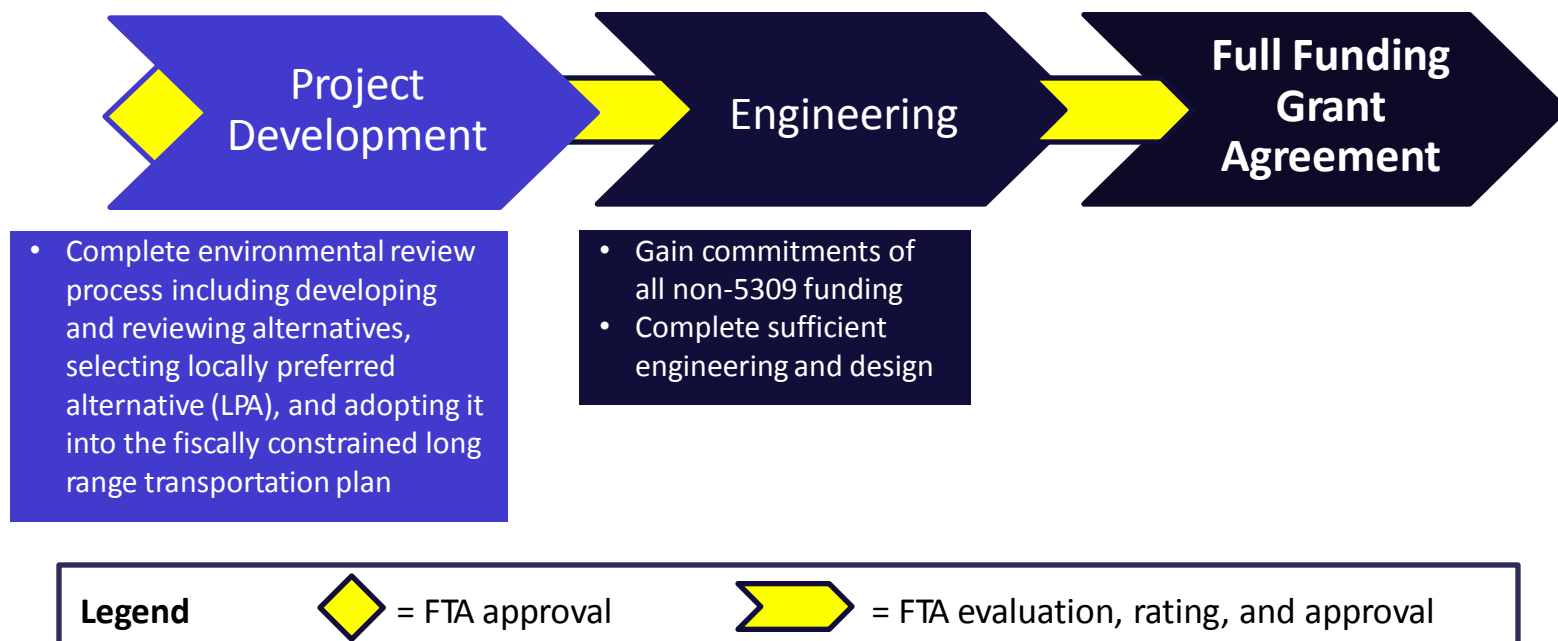 Project
Development
Engineering
Full Funding
Grant
Agreement
• Complete environmental review
process including developing
and reviewing alternatives,
selecting locally preferred
alternative (LPA), and adopting it
into the fiscally constrained long
range transportation plan
• Gain commitments of
all non-5309 funding
• Complete sufficient
engineering and design
Legend = FTA approval = FTA evaluation, rating, and approval